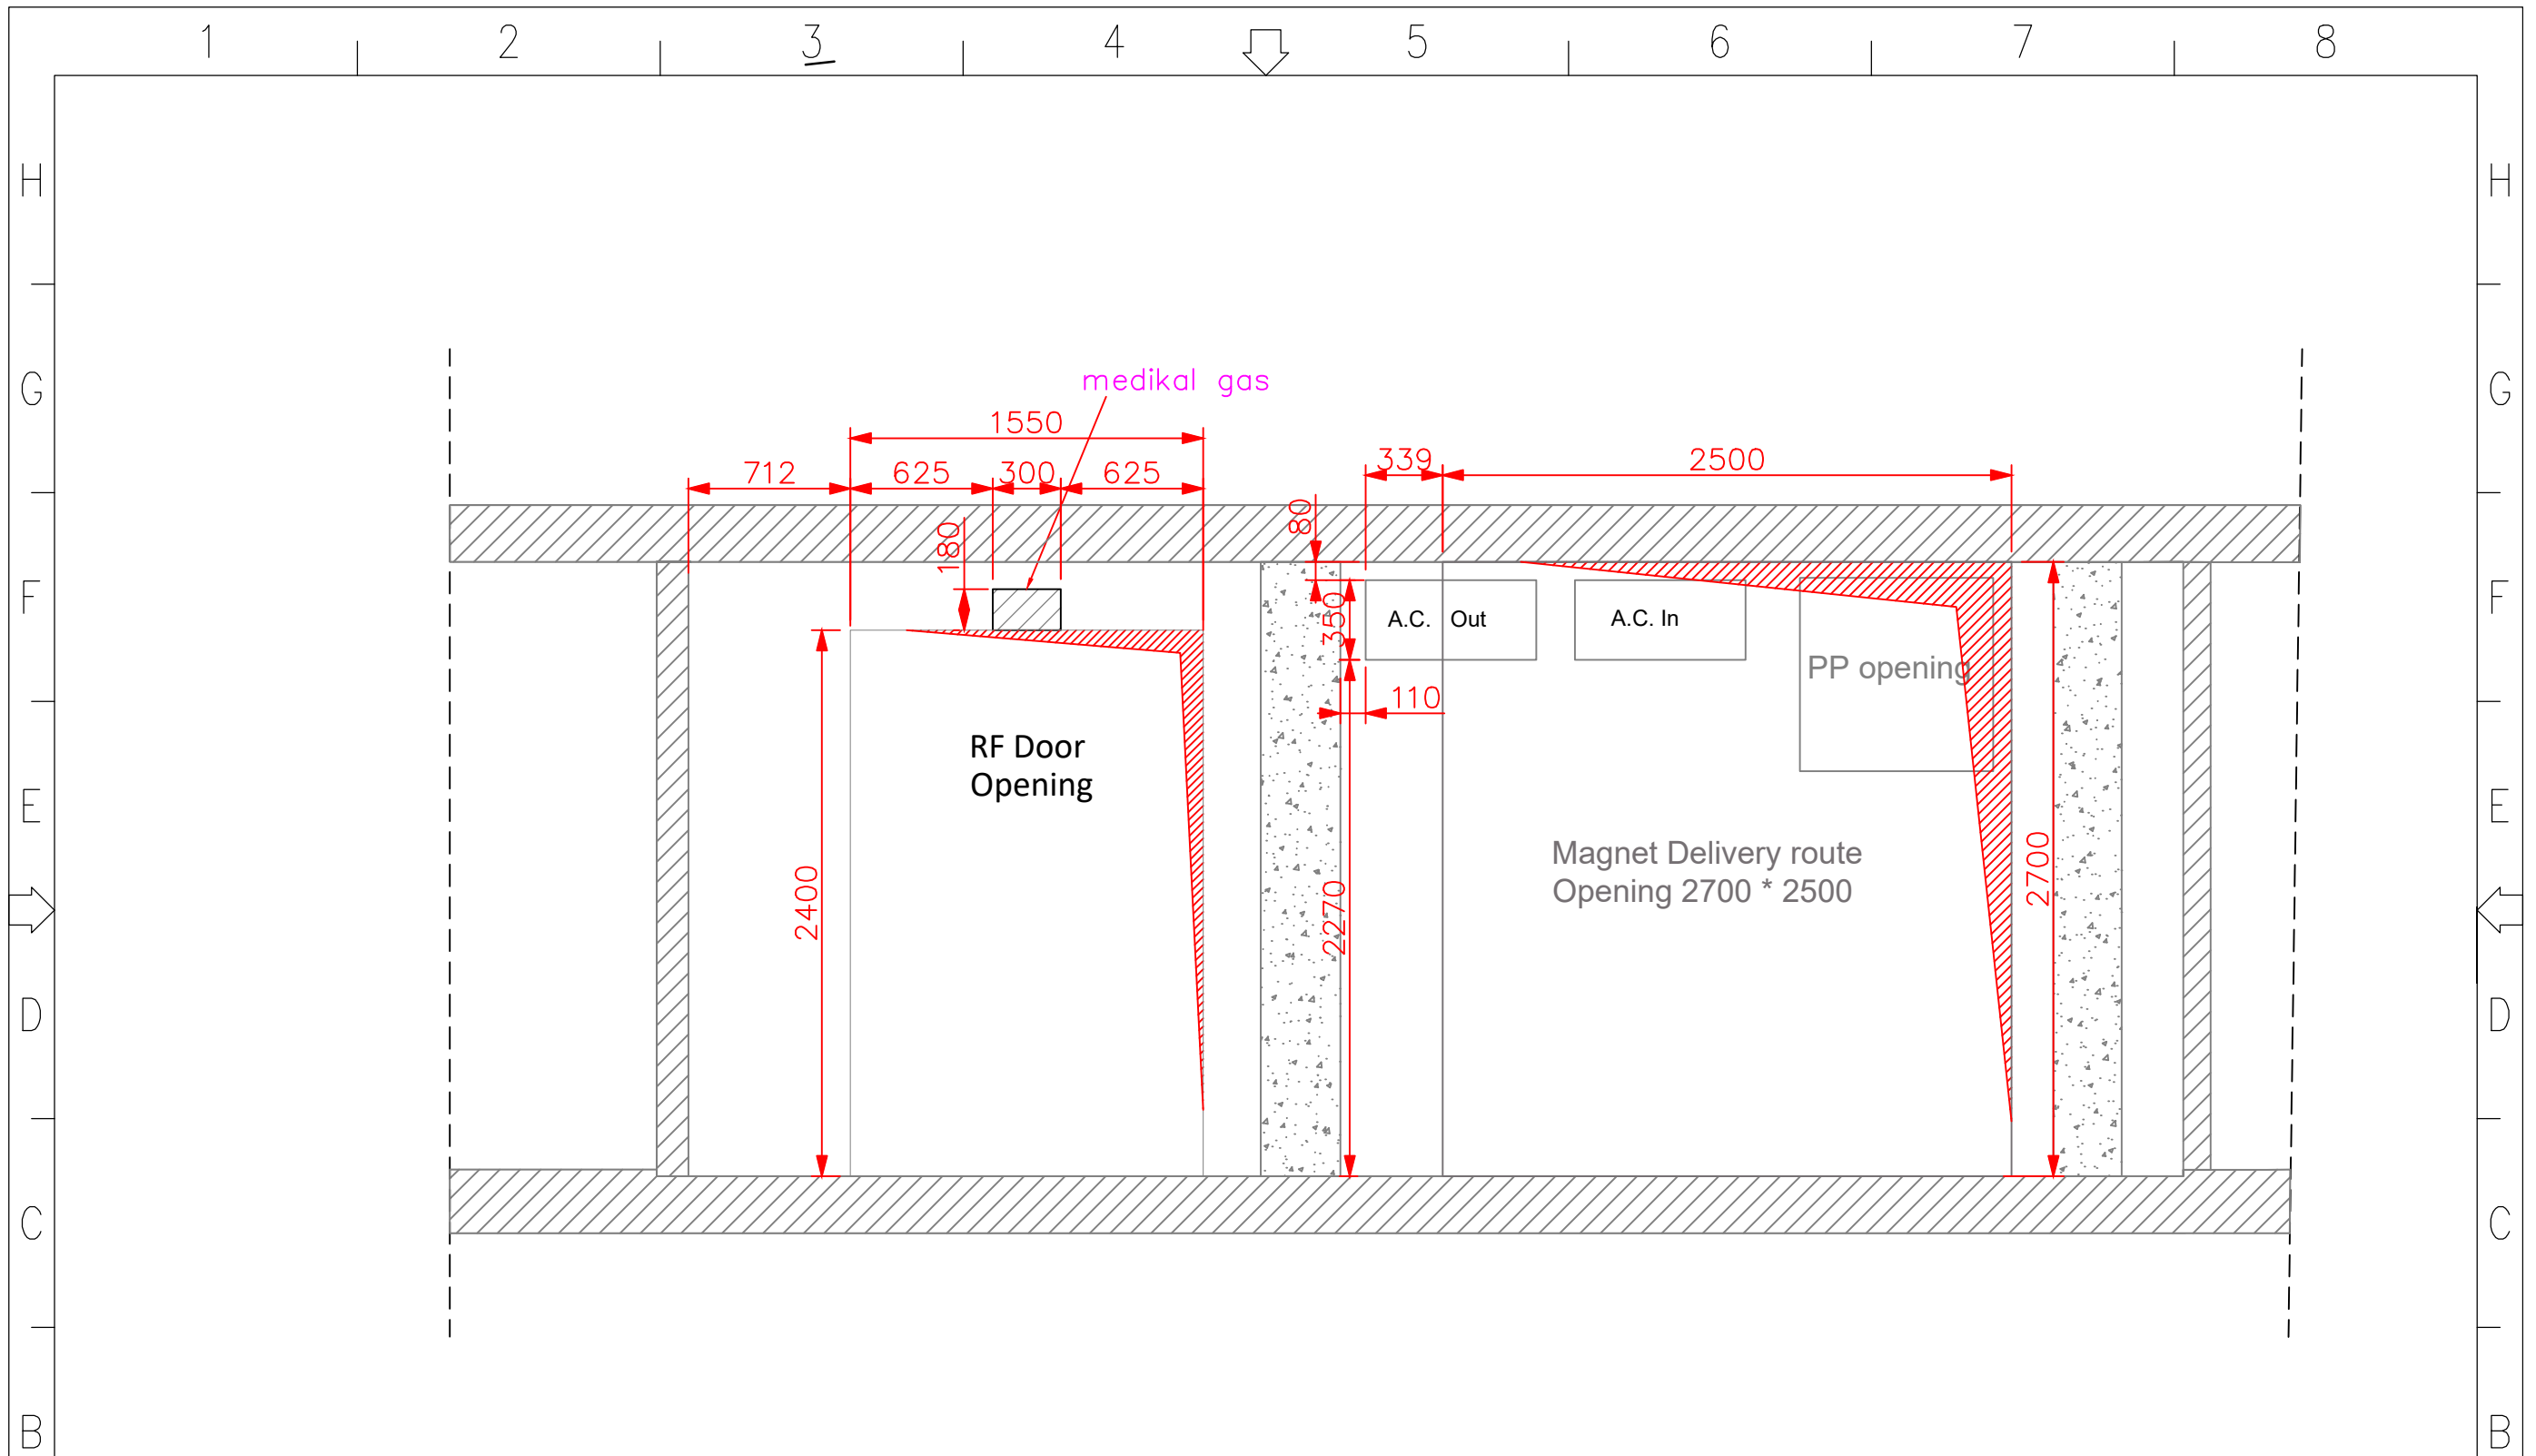 1 2 3 4 5 6 7 8
H H
medikal gas
G G
1550
339 2500
712 625 300 625
80
180
F F
A.C. Out A.C. In
350
PP opening
110
RF Door
Opening
E E
Magnet Delivery route
Opening 2700 * 2500
2400 2270 2700
D D
C C
B B